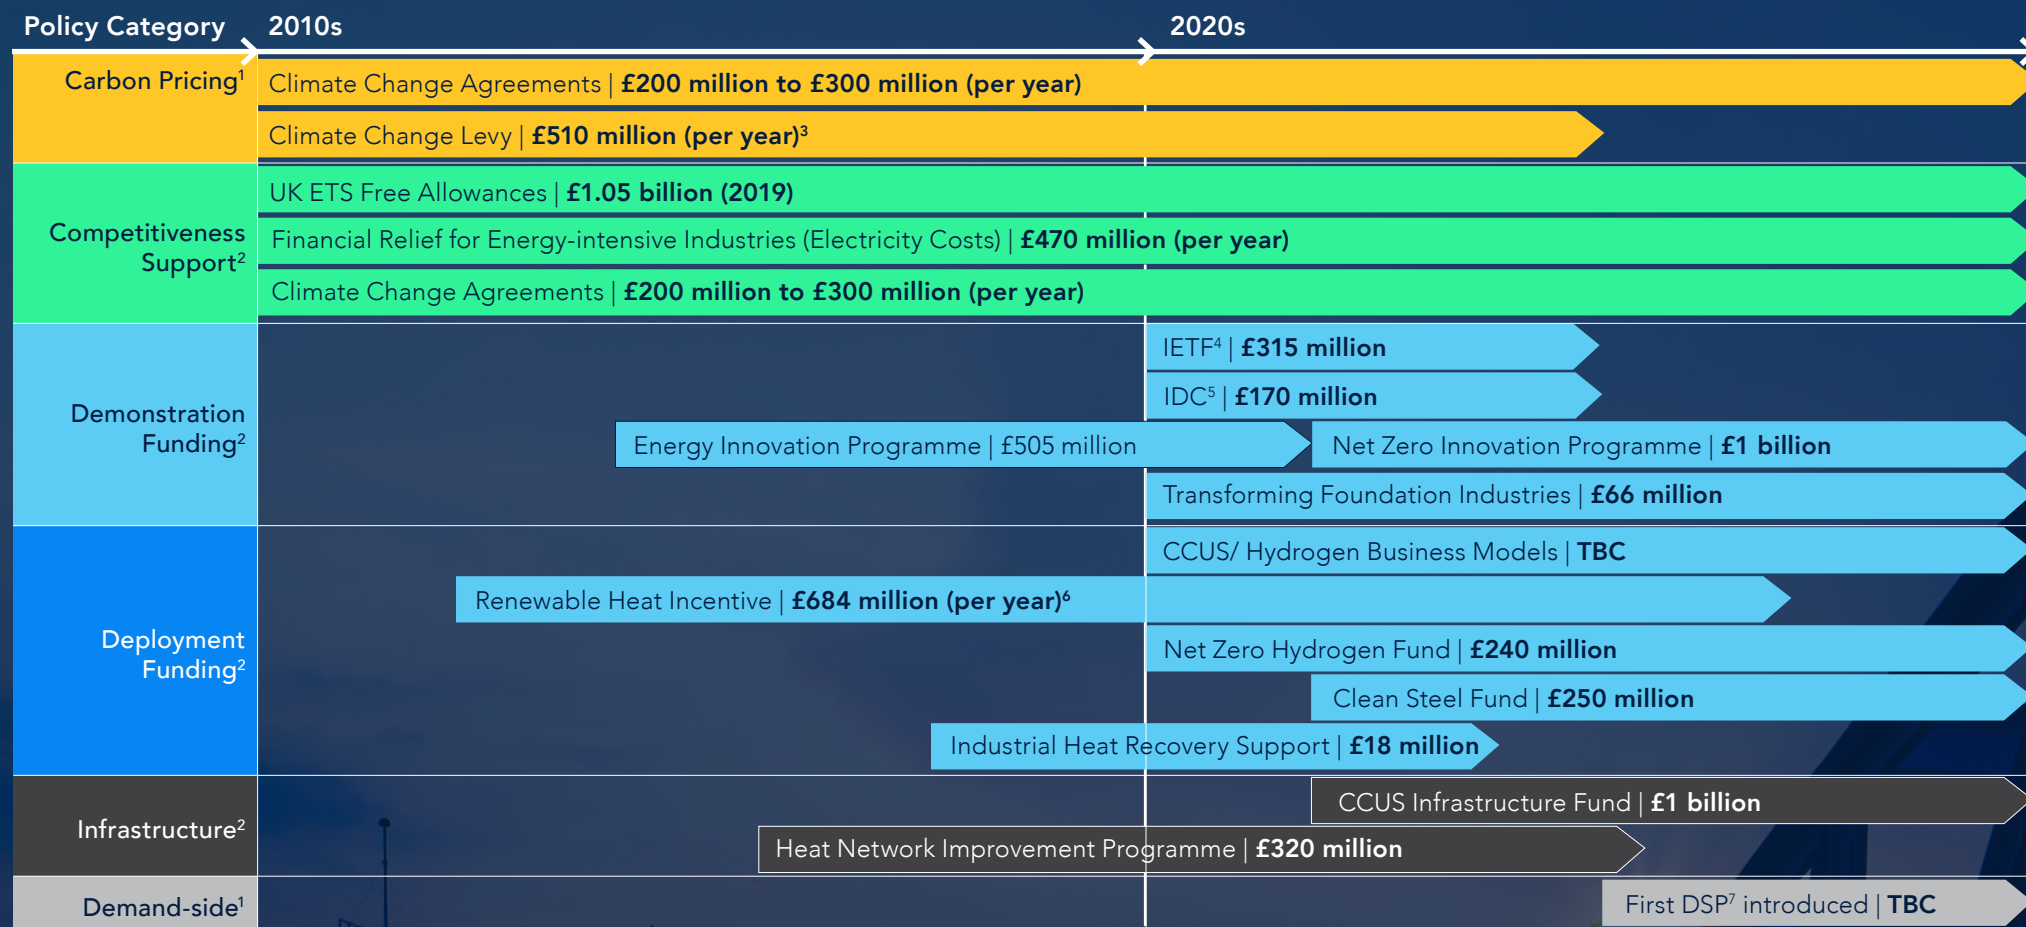 Policy Category 2010s 2020s
Carbon Pricing¹
Climate Change Agreements | £200 million to £300 million (per year)
Climate Change Levy | £510 million (per year)³
Competitiveness
Support²
UK ETS Free Allowances | £1.05 billion (2019)
Financial Relief for Energy-intensive Industries (Electricity Costs) | £470 million (per year)
Climate Change Agreements | £200 million to £300 million (per year)
Demonstration
Funding²
IETF⁴ | £315 million
IDC⁵ | £170 million
Energy Innovation Programme | £505 million
Net Zero Innovation Programme | £1 billion
Transforming Foundation Industries | £66 million
Deployment
Funding²
CCUS/ Hydrogen Business Models | TBC
Renewable Heat Incentive | £684 million (per year)⁶
Net Zero Hydrogen Fund | £240 million
Clean Steel Fund | £250 million
Industrial Heat Recovery Support | £18 million
Infrastructure²
CCUS Infrastructure Fund | £1 billion
Heat Network Improvement Programme | £320 million
Demand-side¹
First DSP⁷ introduced | TBC